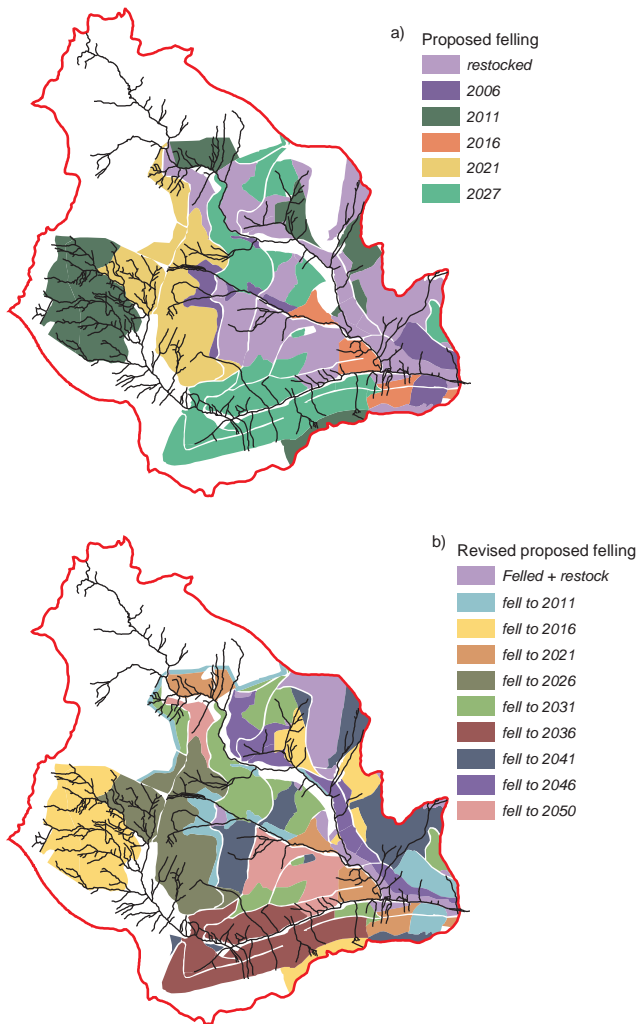 a) Proposed felling
restocked
2006
2011
2016
2021
2027
b) Revised proposed felling
Felled + restock
fell to 2011
fell to 2016
fell to 2021
fell to 2026
fell to 2031
fell to 2036
fell to 2041
fell to 2046
fell to 2050